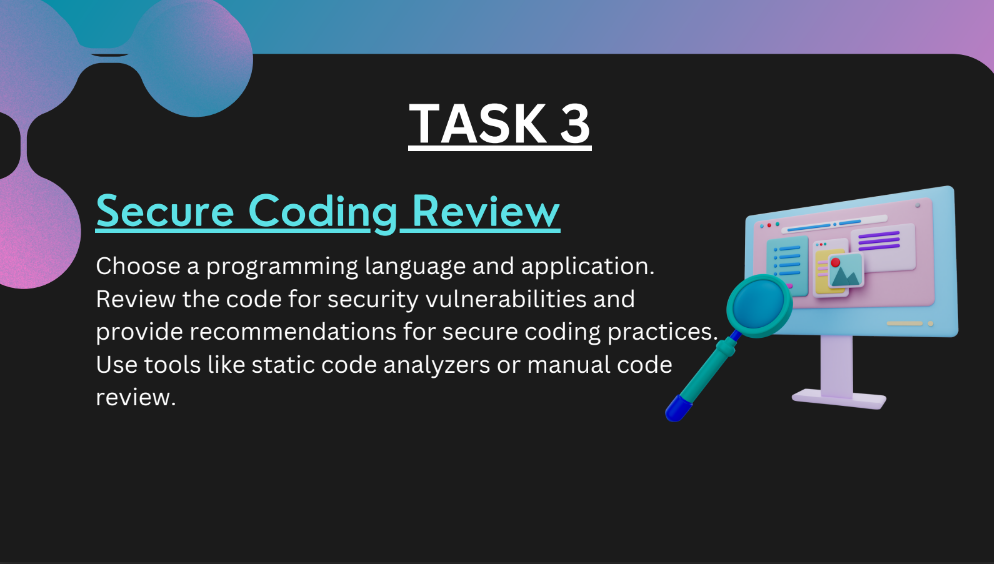 TASK 3
Secure Coding Review
Choose a programming language and application.
Review the code for security vulnerabilities and
provide recommendations for secure coding practices.
Use tools like static code analyzers or manual code
review.